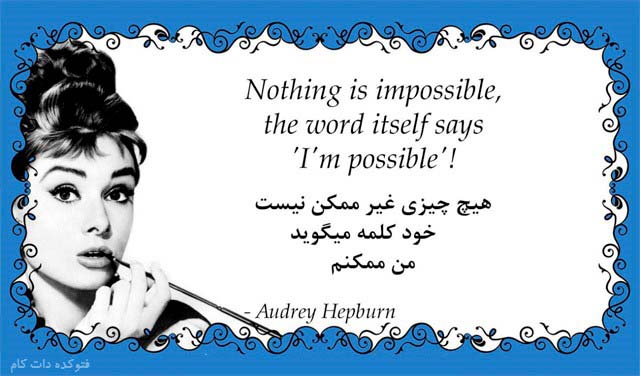 Nothing is impossible,
the word itself says
'I'm possible'!
هیچ چیزی غیر ممکن نیست
خود کلمه میگوید
من ممکنم
- Audrey Hepburn
فتوکده دات کام